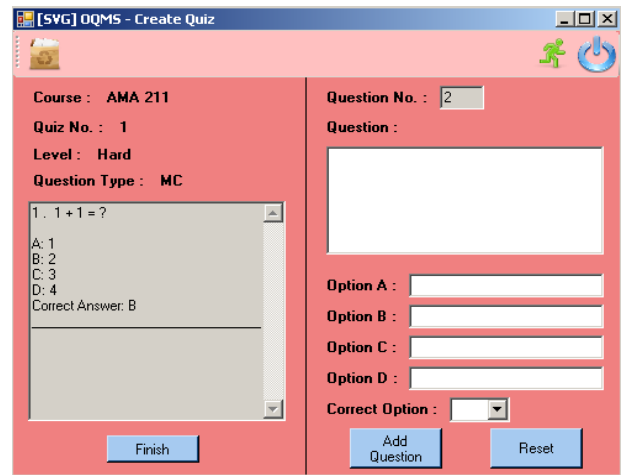 [SVG] OQMS - Create Quiz
Course : AMA 211
Quiz No. : 1
Level : Hard
Question Type : MC
1 . 1 + 1 = ?
A: 1
B: 2
C: 3
D: 4
Correct Answer: B
Finish
Question No. : 2
Question :
Option A :
Option B :
Option C :
Option D :
Correct Option :
Add
Question
Reset